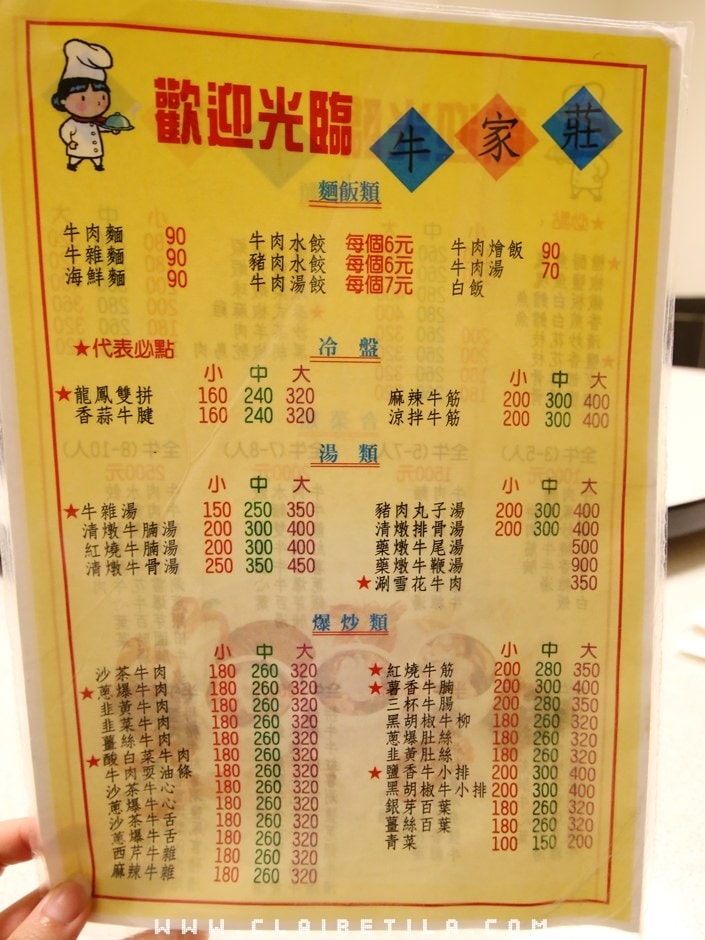 歡迎光臨 牛家莊
麵飯類
牛肉麵 90
牛雜麵 90
海鮮麵 90
牛肉水餃 每個6元
豬肉水餃 每個6元
牛肉湯餃 每個7元
牛肉燴飯 90
牛肉湯 70
白飯
★代表必點
冷盤
小 中 大
★龍鳳雙拼 160 240 320
香蒜牛腱 160 240 320
小 中 大
麻辣牛筋 200 300 400
涼拌牛筋 200 300 400
湯類
小 中 大
★牛雜湯 150 250 350
清燉牛腩湯 200 300 400
紅燒牛腩湯 200 300 400
清燉牛骨湯 250 350 450
小 中 大
豬肉丸子湯 200 300 400
清燉排骨湯 200 300 400
藥燉牛尾湯 500
藥燉牛鞭湯 900
★涮雪花牛肉 350
爆炒類
小 中 大
沙茶牛肉 180 260 320
★蔥爆牛肉 180 260 320
韭黃牛肉 180 260 320
韭菜牛肉 180 260 320
薑絲牛肉 180 260 320
★酸白菜牛肉 180 260 320
牛肉耍油條 180 260 320
沙茶牛心 180 260 320
蔥爆牛心 180 260 320
沙茶牛舌 180 260 320
蔥爆牛舌 180 260 320
西芹牛雜 180 260 320
麻辣牛雜 180 260 320
小 中 大
★紅燒牛筋 200 280 350
★薯香牛腩 200 300 400
三杯牛腸 200 280 350
黑胡椒牛柳 180 260 320
蔥爆肚絲 180 260 320
韭黃肚絲 180 260 320
★鹽香牛小排 200 300 400
黑胡椒牛小排 200 300 400
銀芽百葉 180 260 320
薑絲百葉 180 260 320
青菜 100 150 200
WWW.CLAIRETILA.COM